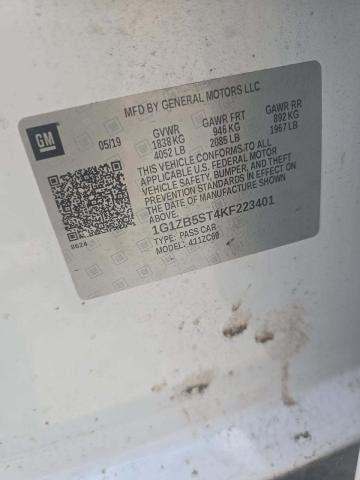 MFD BY GENERAL MOTORS LLC
GM
05/19 GVWR GAWR FRT GAWR RR
1838 KG 946 KG 892 KG
4052 LB 2085 LB 1967 LB
THIS VEHICLE CONFORMS TO ALL
APPLICABLE U.S. FEDERAL MOTOR
VEHICLE SAFETY, BUMPER, AND THEFT
PREVENTION STANDARDS IN EFFECT ON
THE DATE OF MANUFACTURE SHOWN
ABOVE.
1G1ZB5ST4KF223401
TYPE: PASS CAR
MODEL: 4112C69